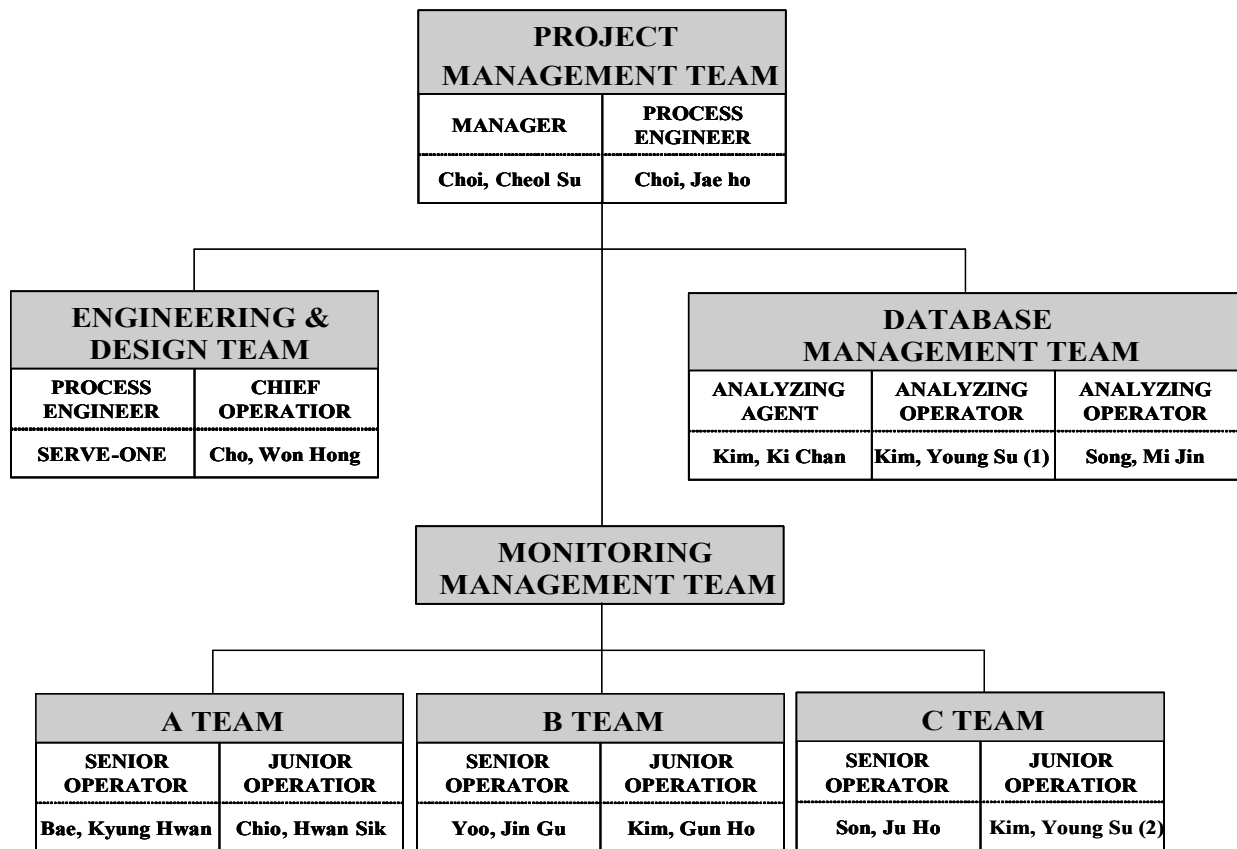 PROJECT
MANAGEMENT TEAM
MANAGER
PROCESS
ENGINEER
Choi, Cheol Su
Choi, Jae ho
ENGINEERING &
DESIGN TEAM
PROCESS
ENGINEER
CHIEF
OPERATIOR
SERVE-ONE
Cho, Won Hong
DATABASE
MANAGEMENT TEAM
ANALYZING
AGENT
ANALYZING
OPERATOR
ANALYZING
OPERATOR
Kim, Ki Chan
Kim, Young Su (1)
Song, Mi Jin
MONITORING
MANAGEMENT TEAM
A TEAM
SENIOR
OPERATOR
JUNIOR
OPERATIOR
Bae, Kyung Hwan
Chio, Hwan Sik
B TEAM
SENIOR
OPERATOR
JUNIOR
OPERATIOR
Yoo, Jin Gu
Kim, Gun Ho
C TEAM
SENIOR
OPERATOR
JUNIOR
OPERATIOR
Son, Ju Ho
Kim, Young Su (2)